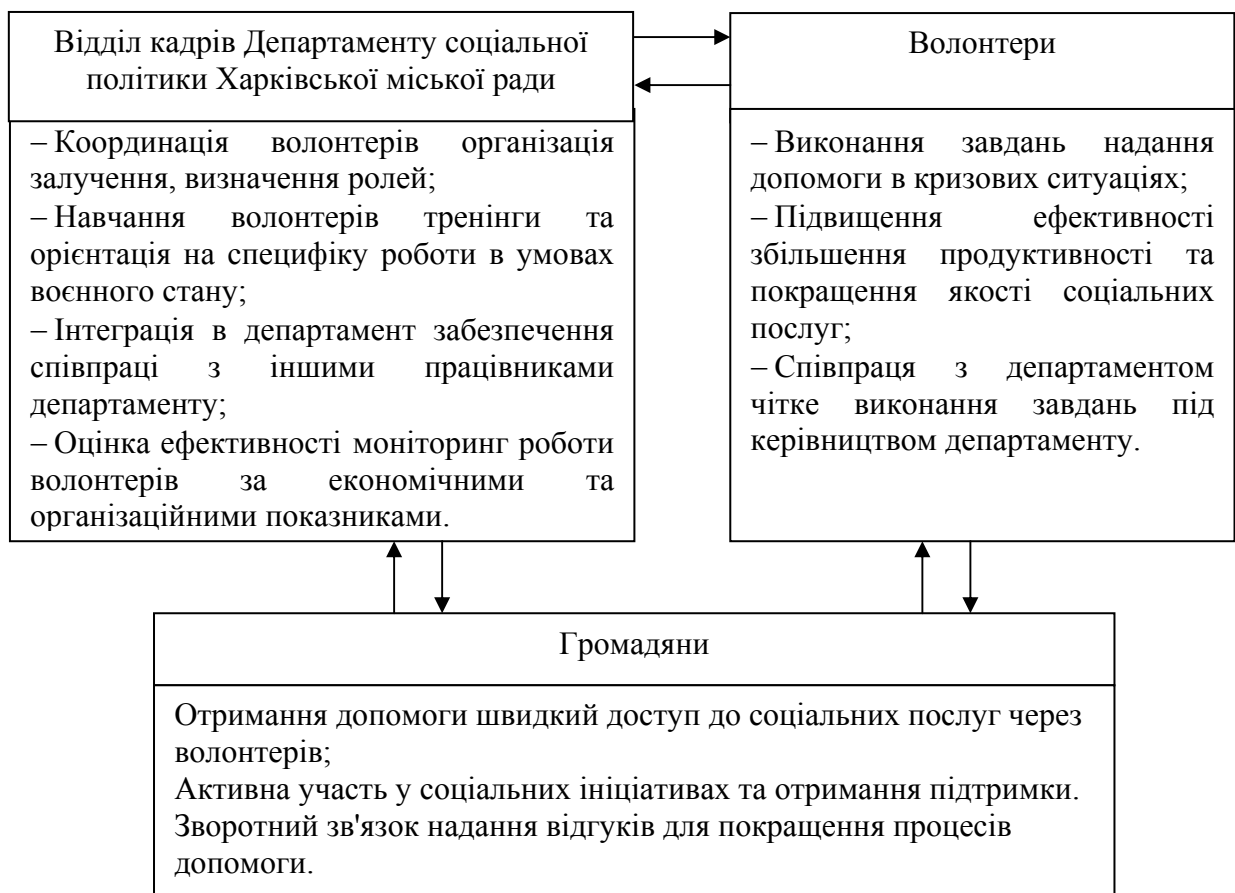 Відділ кадрів Департаменту соціальної
політики Харківської міської ради
– Координація волонтерів організація
залучення, визначення ролей;
– Навчання волонтерів тренінги та
орієнтація на специфіку роботи в умовах
воєнного стану;
– Інтеграція в департамент забезпечення
співпраці з іншими працівниками
департаменту;
– Оцінка ефективності моніторинг роботи
волонтерів за економічними та
організаційними показниками.
Волонтери
– Виконання завдань надання
допомоги в кризових ситуаціях;
– Підвищення ефективності
збільшення продуктивності та
покращення якості соціальних
послуг;
– Співпраця з департаментом
чітке виконання завдань під
керівництвом департаменту.
Громадяни
Отримання допомоги швидкий доступ до соціальних послуг через
волонтерів;
Активна участь у соціальних ініціативах та отримання підтримки.
Зворотний зв'язок надання відгуків для покращення процесів
допомоги.